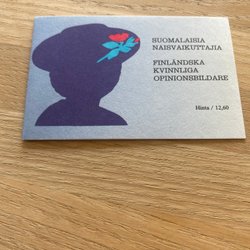 SUOMALAISIA
NAISVAIKUTTAJIA
FINLÄNDSKA
KVINNLIGA
OPINIONSBILDARE
Hinta / 12,60